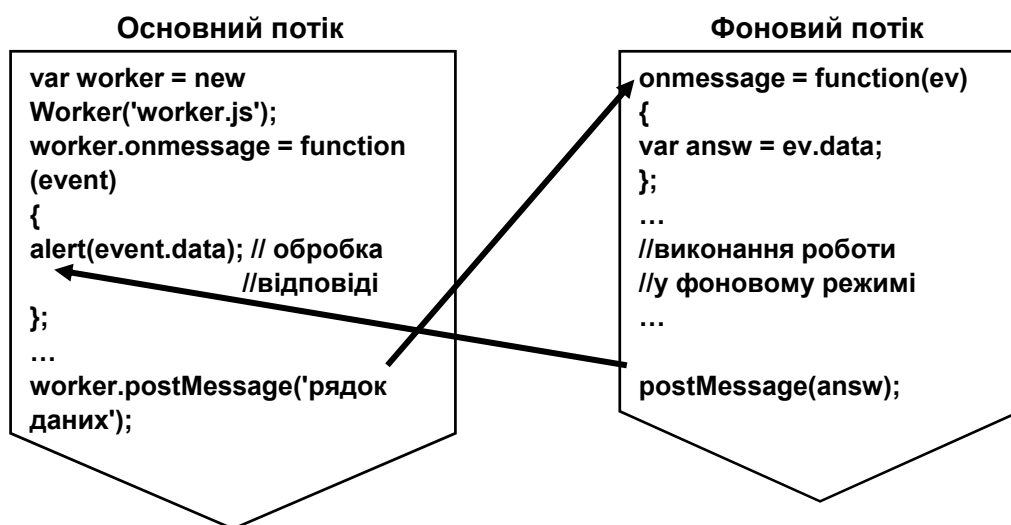 Основний потік
var worker = new
Worker('worker.js');
worker.onmessage = function
(event)
{
alert(event.data); // обробка
//відповіді
};
…
worker.postMessage('рядок
даних');
Фоновий потік
onmessage = function(ev)
{
var answ = ev.data;
};
…
//виконання роботи
//у фоновому режимі
…
postMessage(answ);